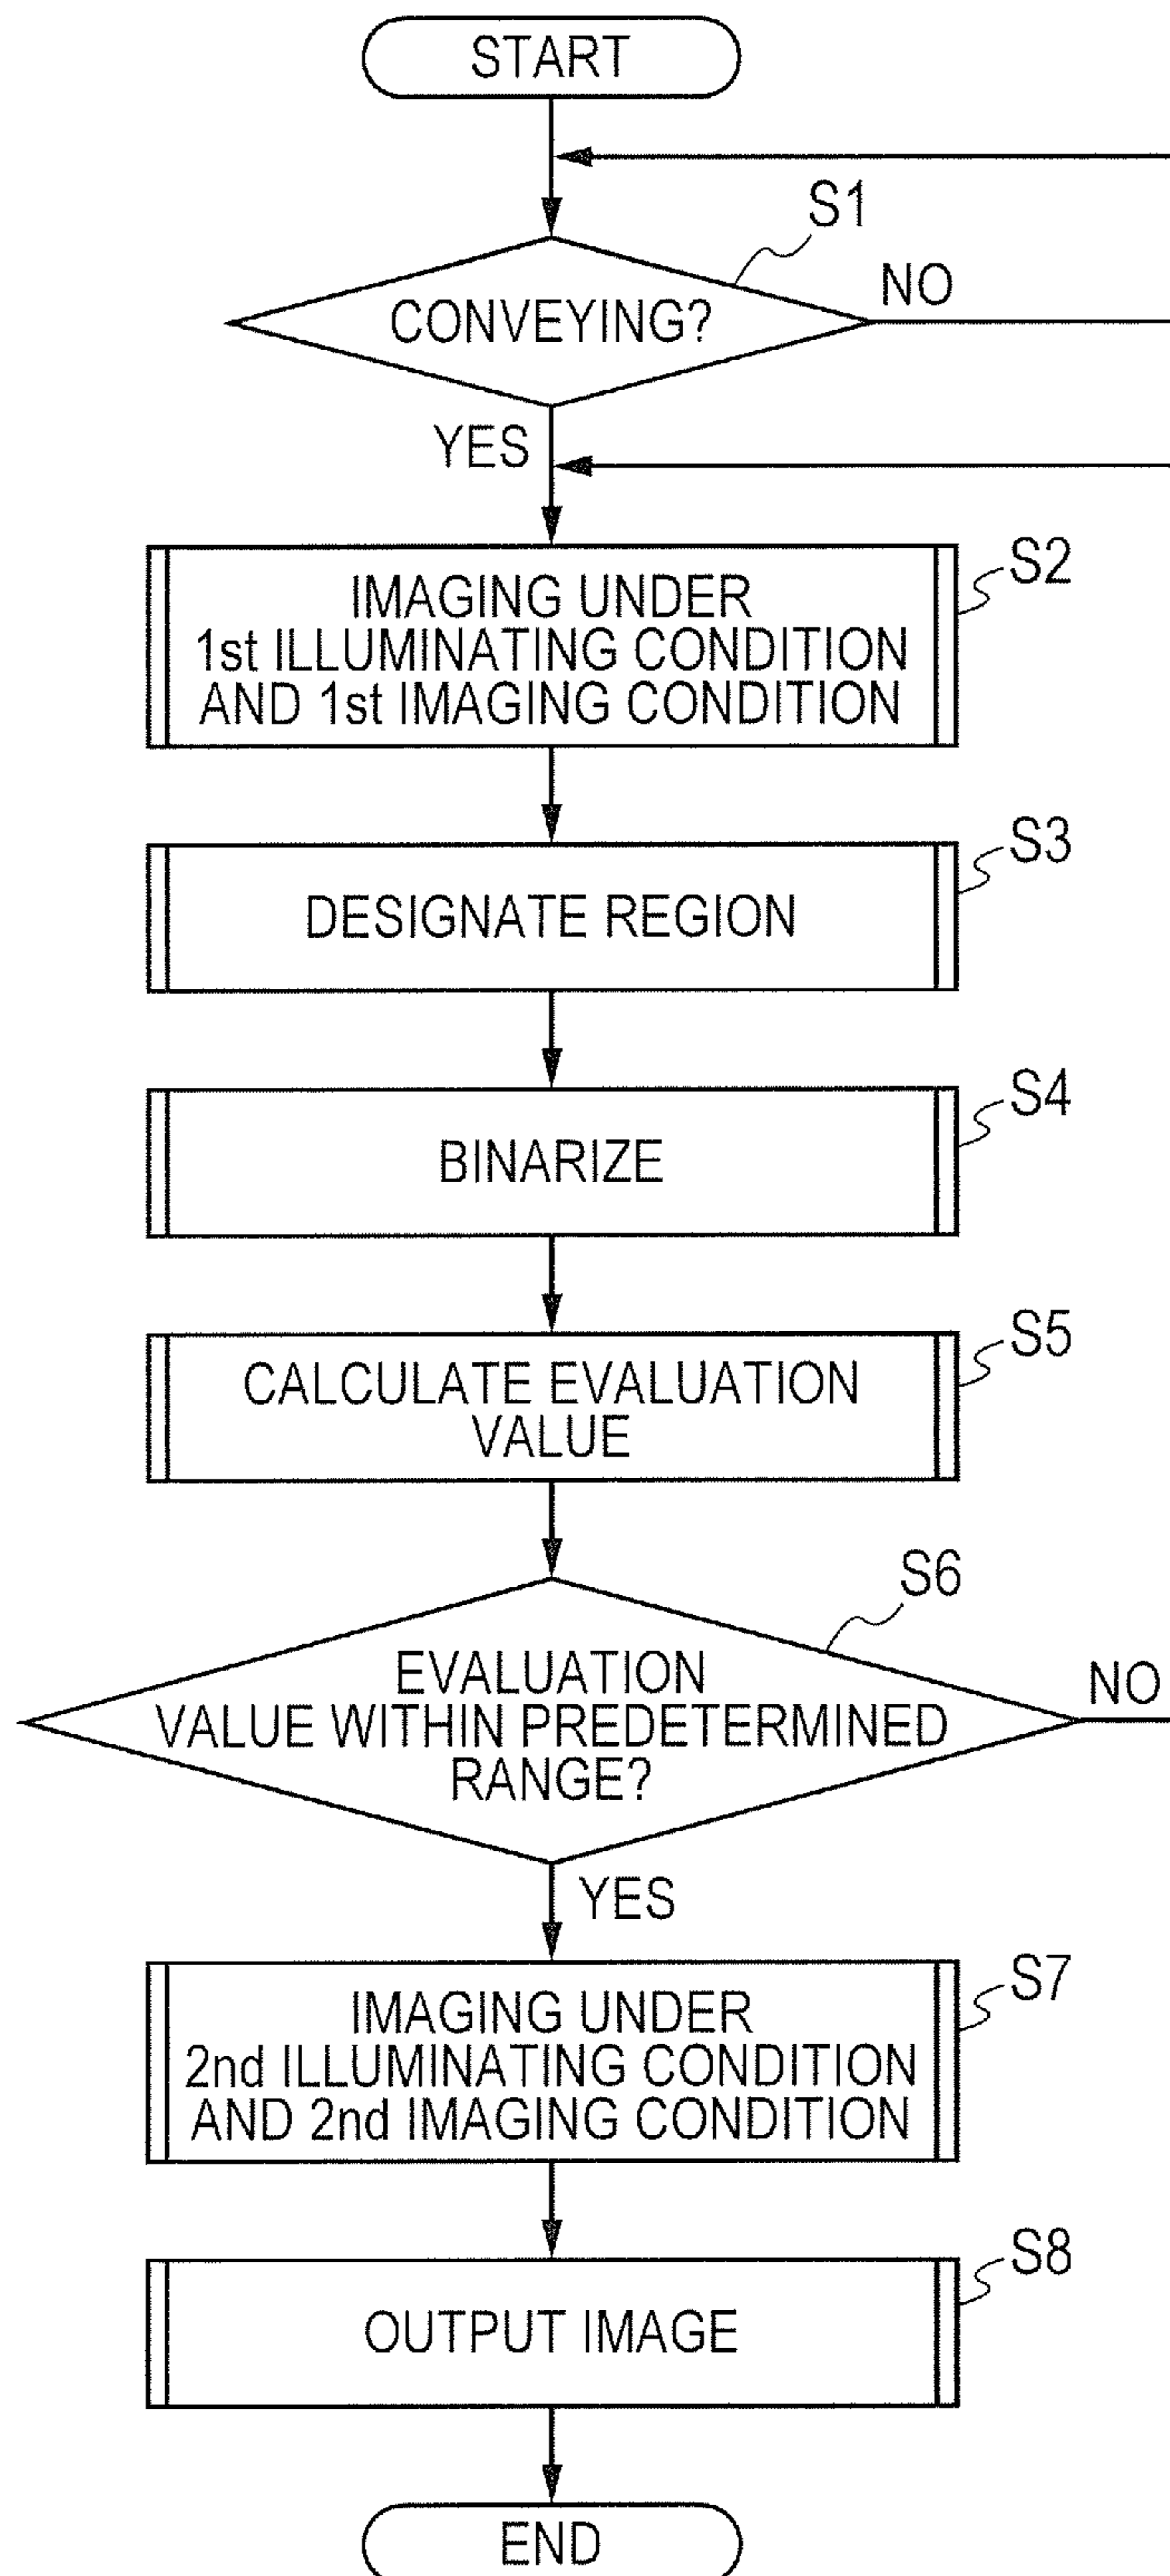 START
S1
CONVEYING?
NO
YES
S2
IMAGING UNDER
1st ILLUMINATING CONDITION
AND 1st IMAGING CONDITION
S3
DESIGNATE REGION
S4
BINARIZE
S5
CALCULATE EVALUATION
VALUE
S6
EVALUATION
VALUE WITHIN PREDETERMINED
RANGE?
NO
YES
S7
IMAGING UNDER
2nd ILLUMINATING CONDITION
AND 2nd IMAGING CONDITION
S8
OUTPUT IMAGE
END